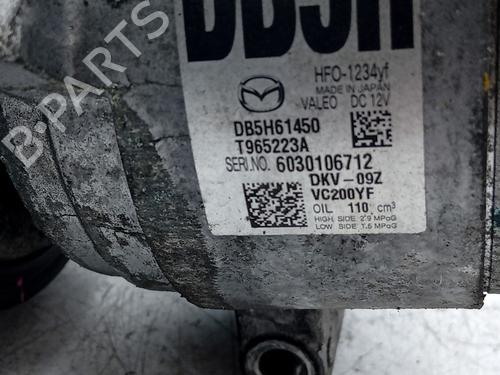 DB5H
HFO-1234yf
MADE IN JAPAN
VALEO DC 12V
DB5H61450
T965223A
SERI.NO. 6030106712
DKV-09Z
VC200YF
OIL 110 cm³
HIGH SIDE 2.9 MPaG
LOW SIDE 1.6 MPaG
B-PARTS